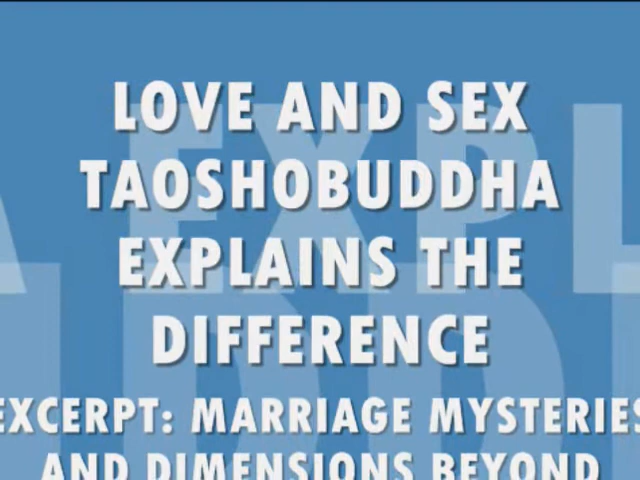 LOVE AND SEX
TAOSHOBUDDHA
EXPLAINS THE
DIFFERENCE
EXCERPT: MARRIAGE MYSTERIES
AND DIMENSIONS BEYOND